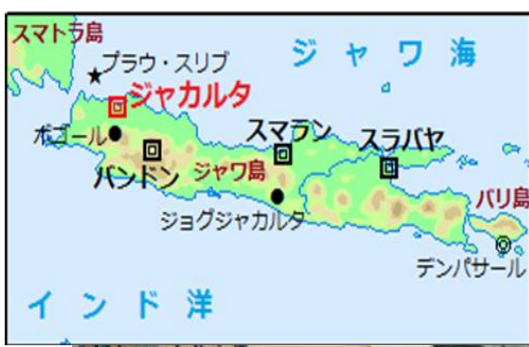 スマトラ島
ジャワ海
プラウ・スリブ
ジャカルタ
ボゴール
スマラン
スラバヤ
バンドン
ジャワ島
バリ島
ジョグジャカルタ
デンパサール
インド洋